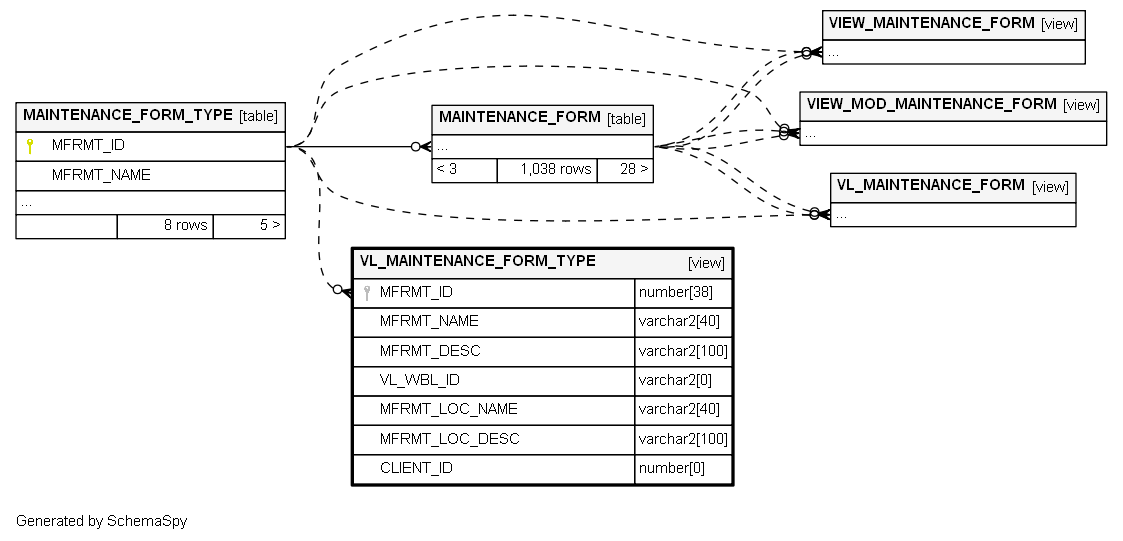 VIEW_MAINTENANCE_FORM [view]
...
MAINTENANCE_FORM_TYPE [table]
MFRMT_ID
MFRMT_NAME
...
8 rows 5 >
MAINTENANCE_FORM [table]
...
< 3 1,038 rows 28 >
VIEW_MOD_MAINTENANCE_FORM [view]
...
VL_MAINTENANCE_FORM [view]
...
VL_MAINTENANCE_FORM_TYPE [view]
MFRMT_ID number[38]
MFRMT_NAME varchar2[40]
MFRMT_DESC varchar2[100]
VL_WBL_ID varchar2[0]
MFRMT_LOC_NAME varchar2[40]
MFRMT_LOC_DESC varchar2[100]
CLIENT_ID number[0]
Generated by SchemaSpy